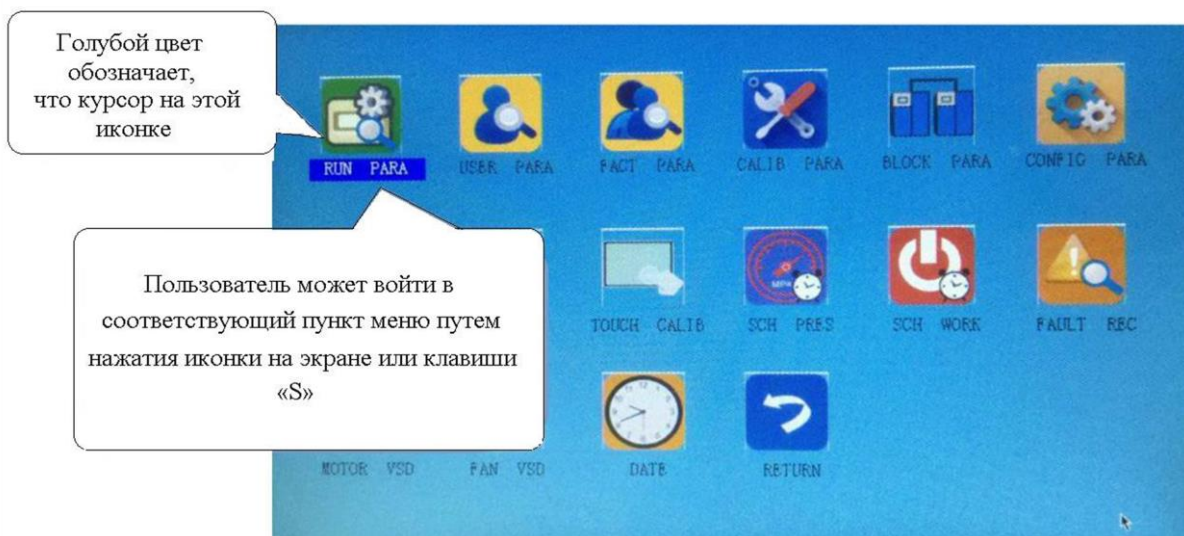 Голубой цвет
обозначает,
что курсор на этой
иконке
RUN PARA
USER PARA
FACT PARA
CALIB PARA
BLOCK PARA
CONFIG PARA
Пользователь может войти в
соответствующий пункт меню путем
нажатия иконки на экране или клавиши
«S»
MPA
TOUCH CALIB
SCH PRES
SCH WORK
FAULT REC
MOTOR VSD
FAN VSD
DATE
RETURN